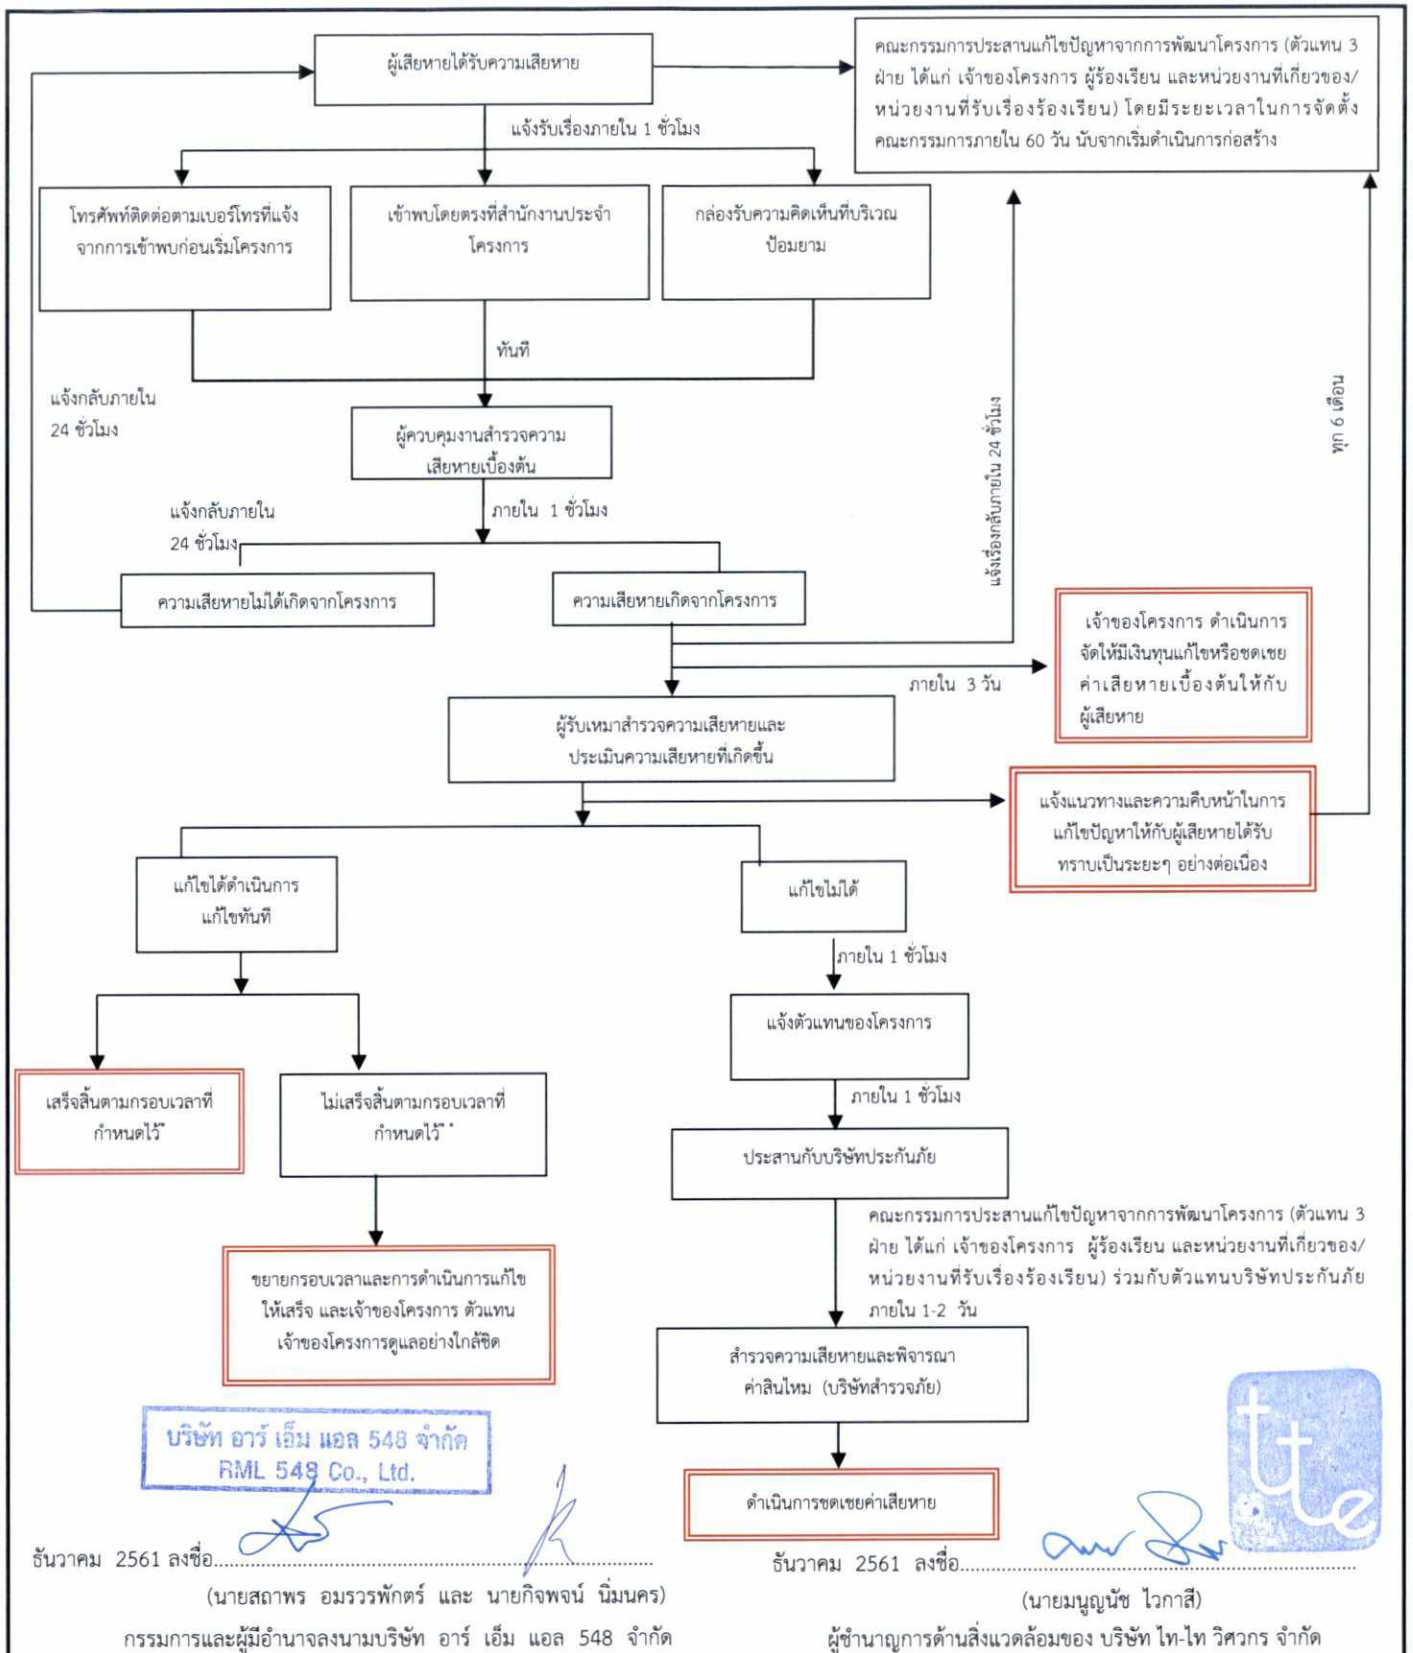 ผู้เสียหายได้รับความเสียหาย
คณะกรรมการประสานแก้ไขปัญหาจากการพัฒนาโครงการ (ตัวแทน 3
ฝ่าย ได้แก่ เจ้าของโครงการ ผู้ร้องเรียน และหน่วยงานที่เกี่ยวของ/
หน่วยงานที่รับเรื่องร้องเรียน) โดยมีระยะเวลาในการจัดตั้ง
คณะกรรมการภายใน 60 วัน นับจากเริ่มดำเนินการก่อสร้าง
แจ้งรับเรื่องภายใน 1 ชั่วโมง
โทรศัพท์ติดต่อตามเบอร์โทรที่แจ้ง
จากการเข้าพบก่อนเริ่มโครงการ
เข้าพบโดยตรงที่สำนักงานประจำ
โครงการ
กล่องรับความคิดเห็นที่บริเวณ
ป้อมยาม
ทันที
แจ้งกลับภายใน
24 ชั่วโมง
ผู้ควบคุมงานสำรวจความ
เสียหายเบื้องต้น
แจ้งเรื่องกลับภายใน 24 ชั่วโมง
ทุก 6 เดือน
แจ้งกลับภายใน
24 ชั่วโมง
ภายใน 1 ชั่วโมง
ความเสียหายไม่ได้เกิดจากโครงการ
ความเสียหายเกิดจากโครงการ
เจ้าของโครงการ ดำเนินการ
จัดให้มีเงินทุนแก้ไขหรือชดเชย
ค่าเสียหายเบื้องต้นให้กับ
ผู้เสียหาย
ภายใน 3 วัน
ผู้รับเหมาสำรวจความเสียหายและ
ประเมินความเสียหายที่เกิดขึ้น
แจ้งแนวทางและความคืบหน้าในการ
แก้ไขปัญหาให้กับผู้เสียหายได้รับ
ทราบเป็นระยะๆ อย่างต่อเนื่อง
แก้ไขได้ดำเนินการ
แก้ไขทันที
แก้ไขไม่ได้
ภายใน 1 ชั่วโมง
แจ้งตัวแทนของโครงการ
เสร็จสิ้นตามกรอบเวลาที่
กำหนดไว้*
ไม่เสร็จสิ้นตามกรอบเวลาที่
กำหนดไว้**
ภายใน 1 ชั่วโมง
ประสานกับบริษัทประกันภัย
คณะกรรมการประสานแก้ไขปัญหาจากการพัฒนาโครงการ (ตัวแทน 3
ฝ่าย ได้แก่ เจ้าของโครงการ ผู้ร้องเรียน และหน่วยงานที่เกี่ยวของ/
หน่วยงานที่รับเรื่องร้องเรียน) ร่วมกับตัวแทนบริษัทประกันภัย
ภายใน 1-2 วัน
ขยายกรอบเวลาและการดำเนินการแก้ไข
ให้เสร็จ และเจ้าของโครงการ ตัวแทน
เจ้าของโครงการดูแลอย่างใกล้ชิด
สำรวจความเสียหายและพิจารณา
ค่าสินไหม (บริษัทสำรวจภัย)
ดำเนินการชดเชยค่าเสียหาย
บริษัท อาร์ เอ็ม แอล 548 จำกัด
RML 548 Co., Ltd.
tte
ธันวาคม 2561 ลงชื่อ
(นายสถาพร อมรวรพักตร์ และ นายกิจพจน์ นิ่มนคร)
กรรมการและผู้มีอำนาจลงนามบริษัท อาร์ เอ็ม แอล 548 จำกัด
ธันวาคม 2561 ลงชื่อ
(นายมนูญนัช ไวกาสี)
ผู้ชำนาญการด้านสิ่งแวดล้อมของ บริษัท ไท-ไท วิศวกร จำกัด